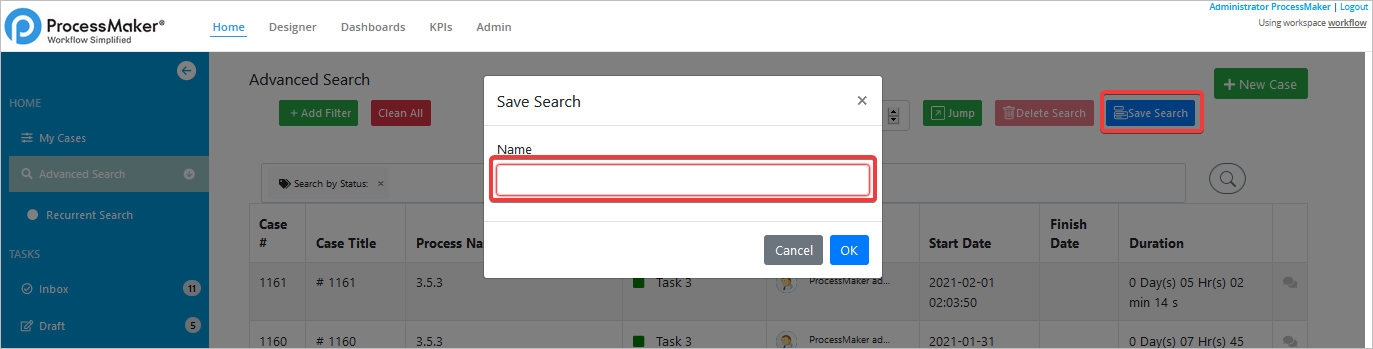 ProcessMaker®
Workflow Simplified
Home Designer Dashboards KPIs Admin
Administrator ProcessMaker | Logout
Using workspace workflow
HOME
My Cases
Advanced Search
Recurrent Search
TASKS
Inbox 11
Draft 5
Advanced Search
+ New Case
+ Add Filter Clean All Jump Delete Search Save Search
Search by Status: ×
Save Search ×
Name
Cancel OK
Case # Case Title Process Na Start Date Finish Date Duration
1161 # 1161 3.5.3 Task 3 ProcessMaker ad... 2021-02-01 0 Day(s) 05 Hr(s) 02
02:03:50 min 14 s
1160 # 1160 3.5.3 Task 3 ProcessMaker ad... 2021-01-31 0 Day(s) 07 Hr(s) 45